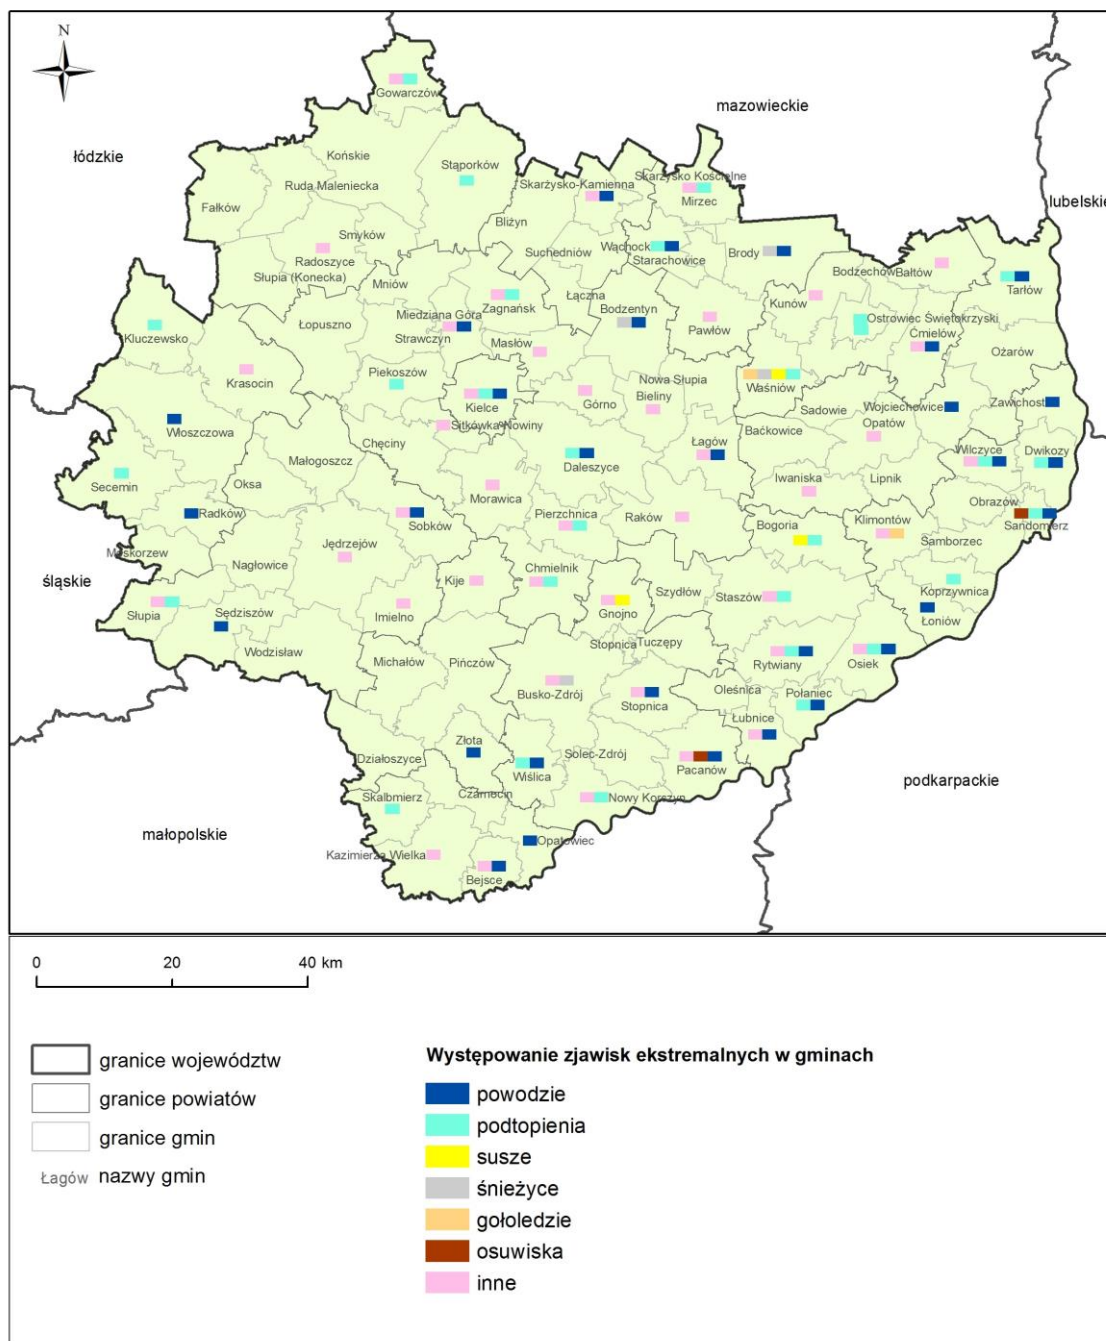 N
mazowieckie
łódzkie
lubelskie
Gowarczów
Końskie
Stąporków
Ruda Maleniecka
Skarżysko-Kamienna
Skarżysko Kościelne
Mirzec
Fałków
Bliżyn
Smyków
Suchedniów
Wąchock
Starachowice
Brody
Radoszyce
Słupia (Konecka)
Mniów
Bodzechów
Bałtów
Tarłów
Łączna
Zagnańsk
Bodzentyn
Kunów
Łopuszno
Miedziana Góra
Strawczyn
Pawłów
Ostrowiec Świętokrzyski
Ćmielów
Kluczewsko
Masłów
Ożarów
Krasocin
Piekoszów
Nowa Słupia
Waśniów
Kielce
Górno
Bieliny
Sadowie
Wojciechowice
Zawichost
Włoszczowa
Sitkówka-Nowiny
Opatów
Chęciny
Łagów
Baćkowice
Małogoszcz
Daleszyce
Wilczyce
Dwikozy
Secemin
Oksa
Morawica
Iwaniska
Lipnik
Obrazów
Radków
Sobków
Pierzchnica
Raków
Bogoria
Klimontów
Sandomierz
Samborzec
Moskorzew
Jędrzejów
Nagłowice
śląskie
Kije
Chmielnik
Koprzywnica
Słupia
Sędziszów
Imielno
Gnojno
Szydłów
Staszów
Łoniów
Wodzisław
Stopnica
Tuczępy
Michałów
Pińczów
Rytwiany
Osiek
Busko-Zdrój
Stopnica
Oleśnica
Połaniec
Łubnice
Złota
Działoszyce
Wiślica
Solec-Zdrój
Pacanów
podkarpackie
Skalbmierz
Czarnocin
Nowy Korczyn
małopolskie
Opatowiec
Kazimierza Wielka
Bejsce
0 20 40 km
granice województw
granice powiatów
granice gmin
Łagów nazwy gmin
Występowanie zjawisk ekstremalnych w gminach
powodzie
podtopienia
susze
śnieżyce
gołoledzie
osuwiska
inne